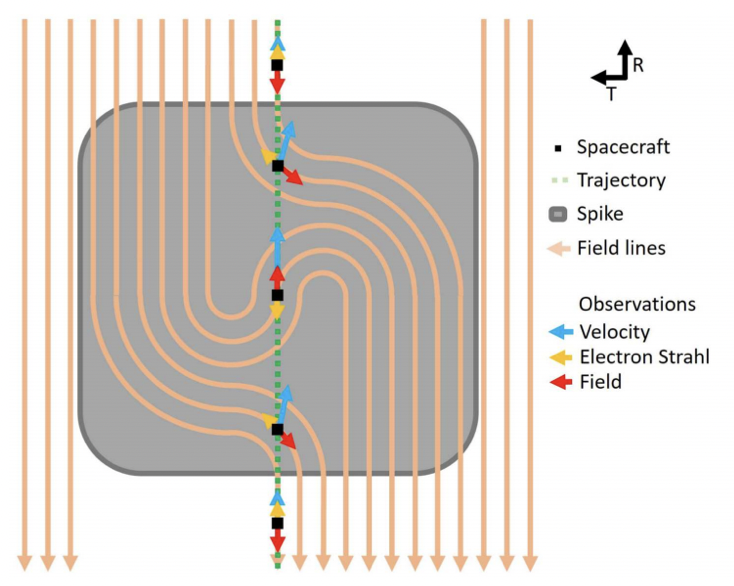 R
T
Spacecraft
Trajectory
Spike
Field lines
Observations
Velocity
Electron Strahl
Field